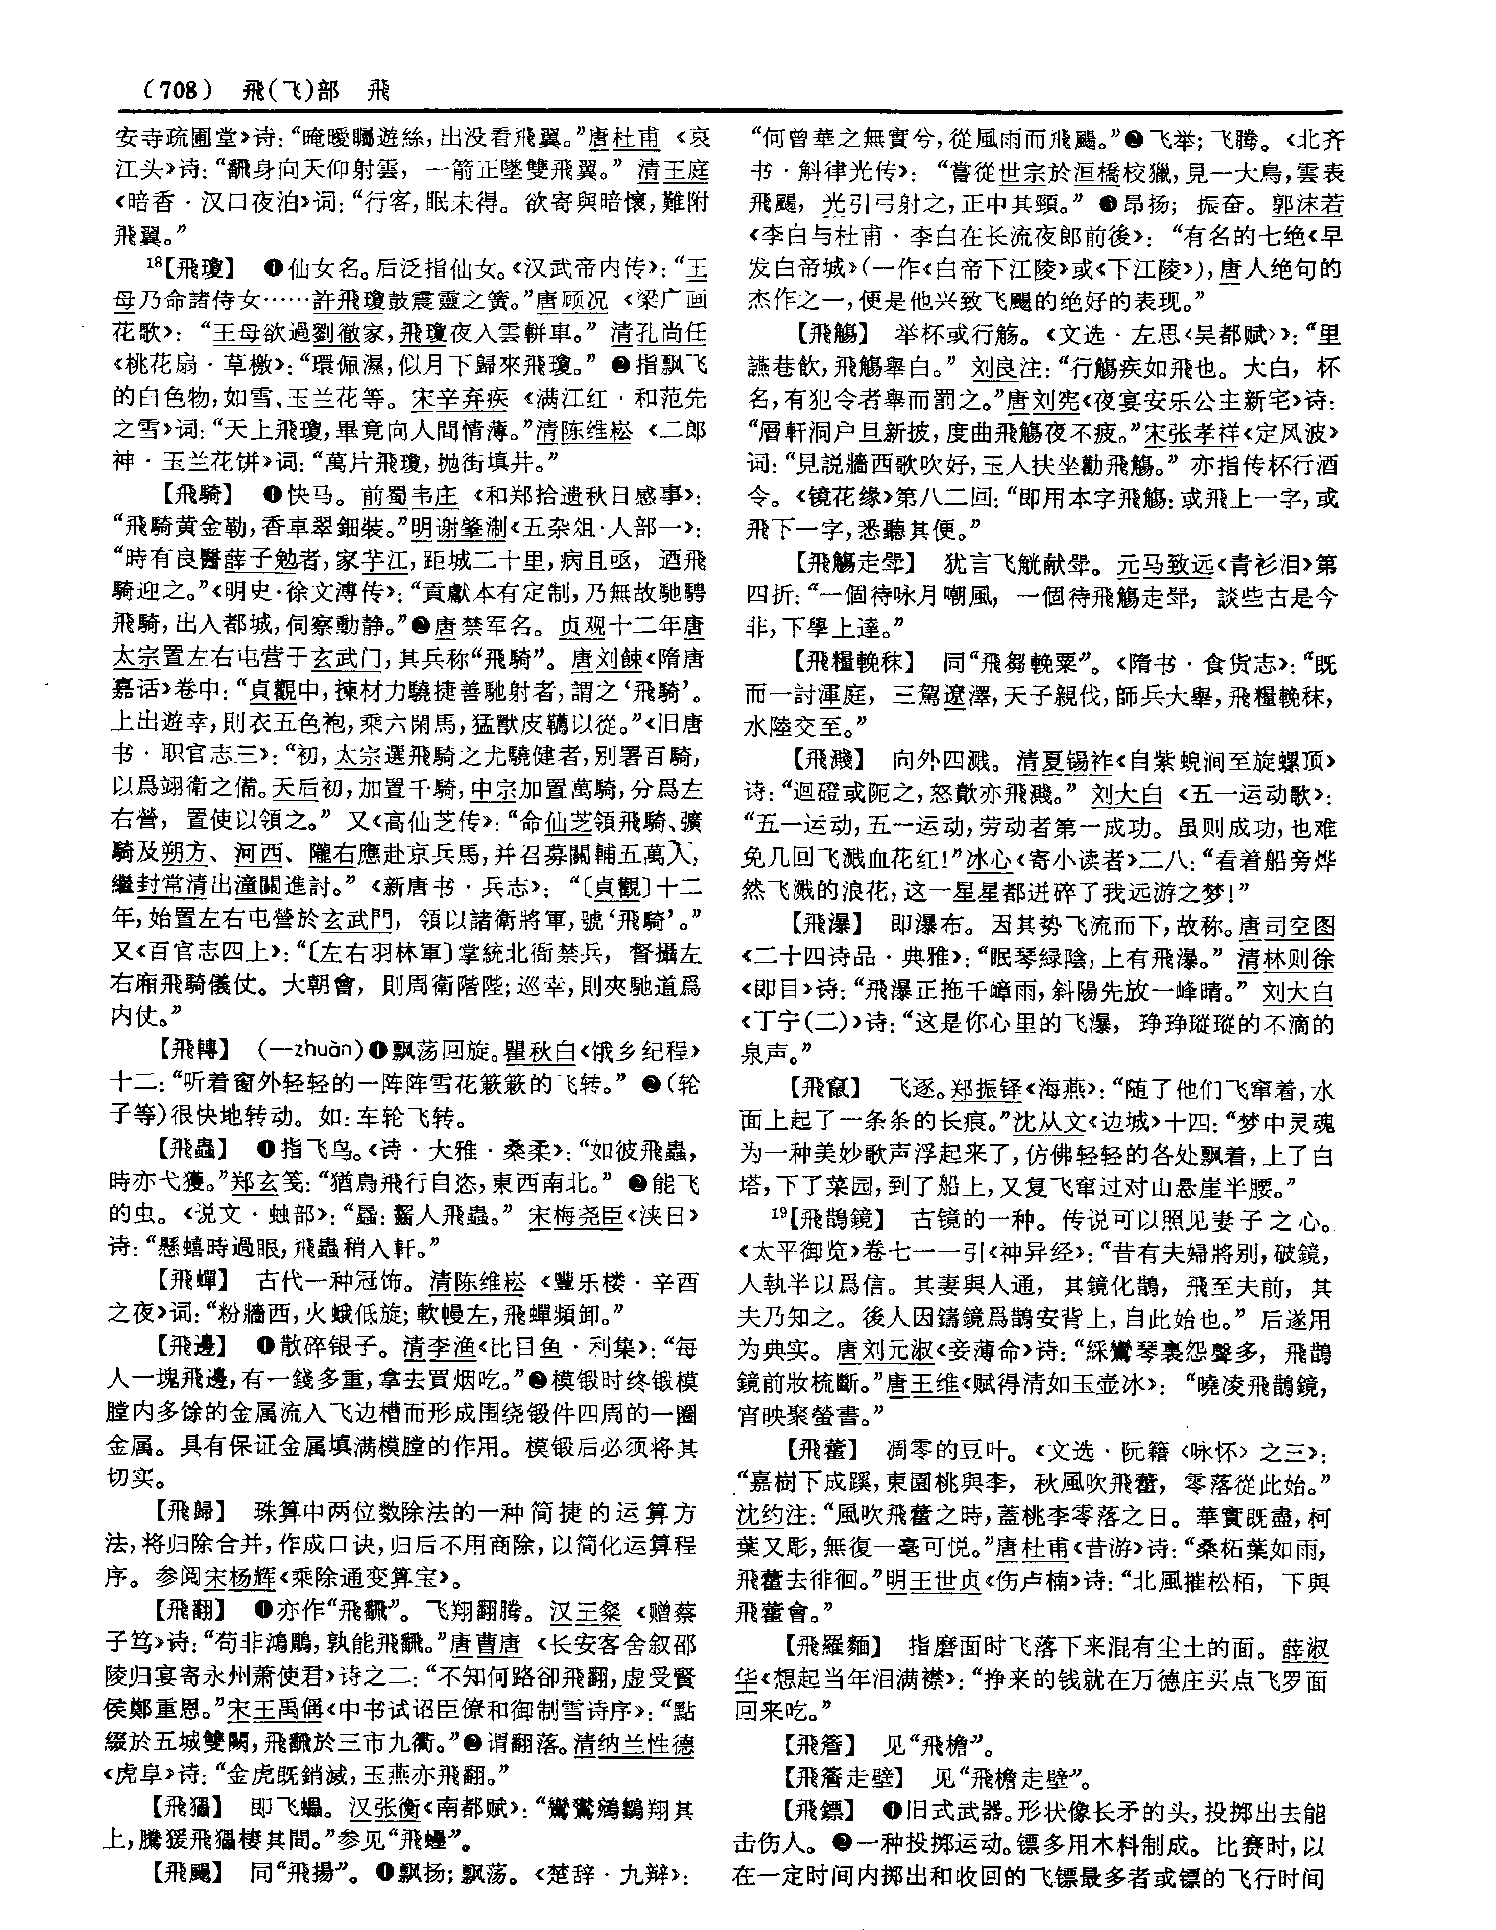 （708）　飛(飞)部　飛
安寺疏圃堂》诗：“晻曖矚遊絲，出没看飛翼。”唐杜甫《哀
江头》诗：“翻身向天仰射雲，一箭正墜雙飛翼。”清王庭
《暗香·汉口夜泊》词：“行客，眠未得。欲寄與暗懷，難附
飛翼。”
18【飛瓊】　❶仙女名。后泛指仙女。《汉武帝内传》：“王
母乃命諸侍女……許飛瓊鼓震靈之簧。”唐顾况《梁广画
花歌》：“王母欲過劉徹家，飛瓊夜入雲軿車。”清孔尚任
《桃花扇·草檄》：“環佩濕，似月下歸來飛瓊。”❷指飘飞
的白色物，如雪、玉兰花等。宋辛弃疾《满江红·和范先
之雪》词：“天上飛瓊，畢竟向人間情薄。”清陈维崧《二郎
神·玉兰花饼》词：“萬片飛瓊，抛街填井。”
【飛騎】　❶快马。前蜀韦庄《和郑拾遗秋日感事》：
“飛騎黄金勒，香車翠鈿裝。”明谢肇淛《五杂俎·人部一》：
“時有良醫薛子勉者，家芓江，距城二十里，病且亟，迺飛
騎迎之。”《明史·徐文溥传》：“貢獻本有定制，乃無故馳騁
飛騎，出入都城，伺察動静。”❷唐禁军名。贞观十二年唐
太宗置左右屯营于玄武门，其兵称“飛騎”。唐刘餗《隋唐
嘉话》卷中：“貞觀中，揀材力驍捷善馳射者，謂之‘飛騎’。
上出遊幸，則衣五色袍，乘六閑馬，猛獸皮韉以從。”《旧唐
书·职官志三》：“初，太宗選飛騎之尤驍健者，别署百騎，
以爲翊衛之備。天后初，加置千騎，中宗加置萬騎，分爲左
右營，置使以領之。”又《高仙芝传》：“命仙芝領飛騎、彍
騎及朔方、河西、隴右應赴京兵馬，并召募關輔五萬人，
繼封常清出潼關進討。”《新唐书·兵志》：“〔貞觀〕十二
年，始置左右屯營於玄武門，領以諸衛將軍，號‘飛騎’。”
又《百官志四上》：“〔左右羽林軍〕掌統北衙禁兵，督攝左
右廂飛騎儀仗。大朝會，則周衛階陛；巡幸，則夾馳道爲
内仗。”
【飛轉】　（—zhuǎn）❶飘荡回旋。瞿秋白《饿乡纪程》
十二：“听着窗外轻轻的一阵阵雪花簌簌的飞转。”❷（轮
子等）很快地转动。如：车轮飞转。
【飛蟲】　❶指飞鸟。《诗·大雅·桑柔》：“如彼飛蟲，
時亦弋獲。”郑玄笺：“猶鳥飛行自恣，東西南北。”❷能飞
的虫。《说文·䖵部》：“蟁：齧人飛蟲。”宋梅尧臣《浃日》
诗：“懸蟢時過眼，飛蟲稍入軒。”
【飛蟬】　古代一种冠饰。清陈维崧《豐乐楼·辛酉
之夜》词：“粉牆西，火蛾低旋；軟幔左，飛蟬頻卸。”
【飛邊】　❶散碎银子。清李渔《比目鱼·利集》：“每
人一塊飛邊，有一錢多重，拿去買烟吃。”❷模锻时终锻模
膛内多馀的金属流入飞边槽而形成围绕锻件四周的一圈
金属。具有保证金属填满模膛的作用。模锻后必须将其
切实。
【飛歸】　珠算中两位数除法的一种简捷的运算方
法，将归除合并，作成口诀，归后不用商除，以简化运算程
序。参阅宋杨辉《乘除通变算宝》。
【飛翻】　❶亦作“飛飜”。飞翔翻腾。汉王粲《赠蔡
子笃》诗：“苟非鴻鵰，孰能飛飜。”唐曹唐《长安客舍叙邵
陵归宴寄永州萧使君》诗之二：“不知何路卻飛翻，虚受賢
侯鄭重恩。”宋王禹偁《中书试诏臣僚和御制雪诗序》：“點
綴於五城雙闕，飛飜於三市九衢。”❷谓翻落。清纳兰性德
《虎阜》诗：“金虎既銷滅，玉燕亦飛翻。”
【飛𤢹】　即飞蠝。汉张衡《南都赋》：“鸞鷟鵷鶵翔其
上，騰猨飛𤢹棲其間。”参见“飛蠝”。
【飛颺】　同“飛揚”。❶飘扬；飘荡。《楚辞·九辩》：
“何曾華之無實兮，從風雨而飛颺。”❷飞举；飞腾。《北齐
书·斛律光传》：“嘗從世宗於洹橋校獵，見一大鳥，雲表
飛颺，光引弓射之，正中其頸。”❸昂扬；振奋。郭沫若
《李白与杜甫·李白在长流夜郎前後》：“有名的七绝《早
发白帝城》（一作《白帝下江陵》或《下江陵》），唐人绝句的
杰作之一，便是他兴致飞颺的绝好的表现。”
【飛觴】　举杯或行觞。《文选·左思〈吴都赋〉》：“里
讌巷飲，飛觴舉白。”刘良注：“行觴疾如飛也。大白，杯
名，有犯令者舉而罰之。”唐刘宪《夜宴安乐公主新宅》诗：
“層軒洞户旦新披，度曲飛觴夜不疲。”宋张孝祥《定风波》
词：“見説牆西歌吹好，玉人扶坐勸飛觴。”亦指传杯行酒
令。《镜花缘》第八二回：“即用本字飛觴：或飛上一字，或
飛下一字，悉聽其便。”
【飛觴走斝】　犹言飞觥献斝。元马致远《青衫泪》第
四折：“一個待咏月嘲風，一個待飛觴走斝，談些古是今
非，下學上達。”
【飛糧輓秣】　同“飛芻輓粟”。《隋书·食货志》：“既
而一討渾庭，三駕遼澤，天子親伐，師兵大舉，飛糧輓秣，
水陸交至。”
【飛濺】　向外四溅。清夏锡祚《自紫蜺涧至旋螺顶》
诗：“迴磴或陁之，怒歕亦飛濺。”刘大白《五一运动歌》：
“五一运动，五一运动，劳动者第一成功。虽则成功，也难
免几回飞溅血花红！”冰心《寄小读者》二八：“看着船旁烨
然飞溅的浪花，这一星星都迸碎了我远游之梦！”
【飛瀑】　即瀑布。因其势飞流而下，故称。唐司空图
《二十四诗品·典雅》：“眠琴緑陰，上有飛瀑。”清林则徐
《即目》诗：“飛瀑正拖千嶂雨，斜陽先放一峰晴。”刘大白
《丁宁（二）》诗：“这是你心里的飞瀑，琤琤瑽瑽的不滴的
泉声。”
【飛竄】　飞逐。郑振铎《海燕》：“随了他们飞窜着，水
面上起了一条条的长痕。”沈从文《边城》十四：“梦中灵魂
为一种美妙歌声浮起来了，仿佛轻轻的各处飘着，上了白
塔，下了菜园，到了船上，又复飞窜过对山悬崖半腰。”
19【飛鵲鏡】　古镜的一种。传说可以照见妻子之心。
《太平御览》卷七一一引《神异经》：“昔有夫婦將别，破鏡，
人執半以爲信。其妻與人通，其鏡化鵲，飛至夫前，其
夫乃知之。後人因鑄鏡爲鵲安背上，自此始也。”后遂用
为典实。唐刘元淑《妾薄命》诗：“綵鸞琴裏怨聲多，飛鵲
鏡前妝梳斷。”唐王维《赋得清如玉壶冰》：“曉凌飛鵲鏡，
宵映聚螢書。”
【飛藿】　凋零的豆叶。《文选·阮籍〈咏怀〉之三》：
“嘉樹下成蹊，東園桃與李，秋風吹飛藿，零落從此始。”
沈约注：“風吹飛藿之時，蓋桃李零落之日。華實既盡，柯
葉又彫，無復一毫可悦。”唐杜甫《昔游》诗：“桑柘葉如雨，
飛藿去徘徊。”明王世贞《伤卢楠》诗：“北風摧松栢，下與
飛藿會。”
【飛羅麵】　指磨面时飞落下来混有尘土的面。薛淑
华《想起当年泪满襟》：“挣来的钱就在万德庄买点飞罗面
回来吃。”
【飛簷】　见“飛檐”。
【飛簷走壁】　见“飛檐走壁”。
【飛鏢】　❶旧式武器。形状像长矛的头，投掷出去能
击伤人。❷一种投掷运动。镖多用木料制成。比赛时，以
在一定时间内掷出和收回的飞镖最多者或镖的飞行时间